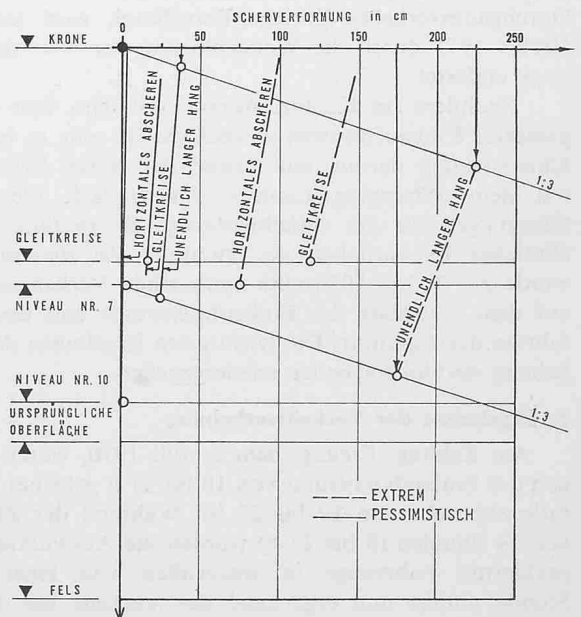 SCHERVERFORMUNG in cm
0 50 100 150 200 250
KRONE
HORIZONTALES ABSCHEREN
GLEITKREISE
UNENDLICH LANGER HANG
HORIZONTALES ABSCHEREN
GLEITKREISE
UNENDLICH LANGER HANG
1:3
GLEITKREISE
NIVEAU NR. 7
NIVEAU NR. 10
1:3
URSPRÜNGLICHE
OBERFLÄCHE
EXTREM
PESSIMISTISCH
FELS